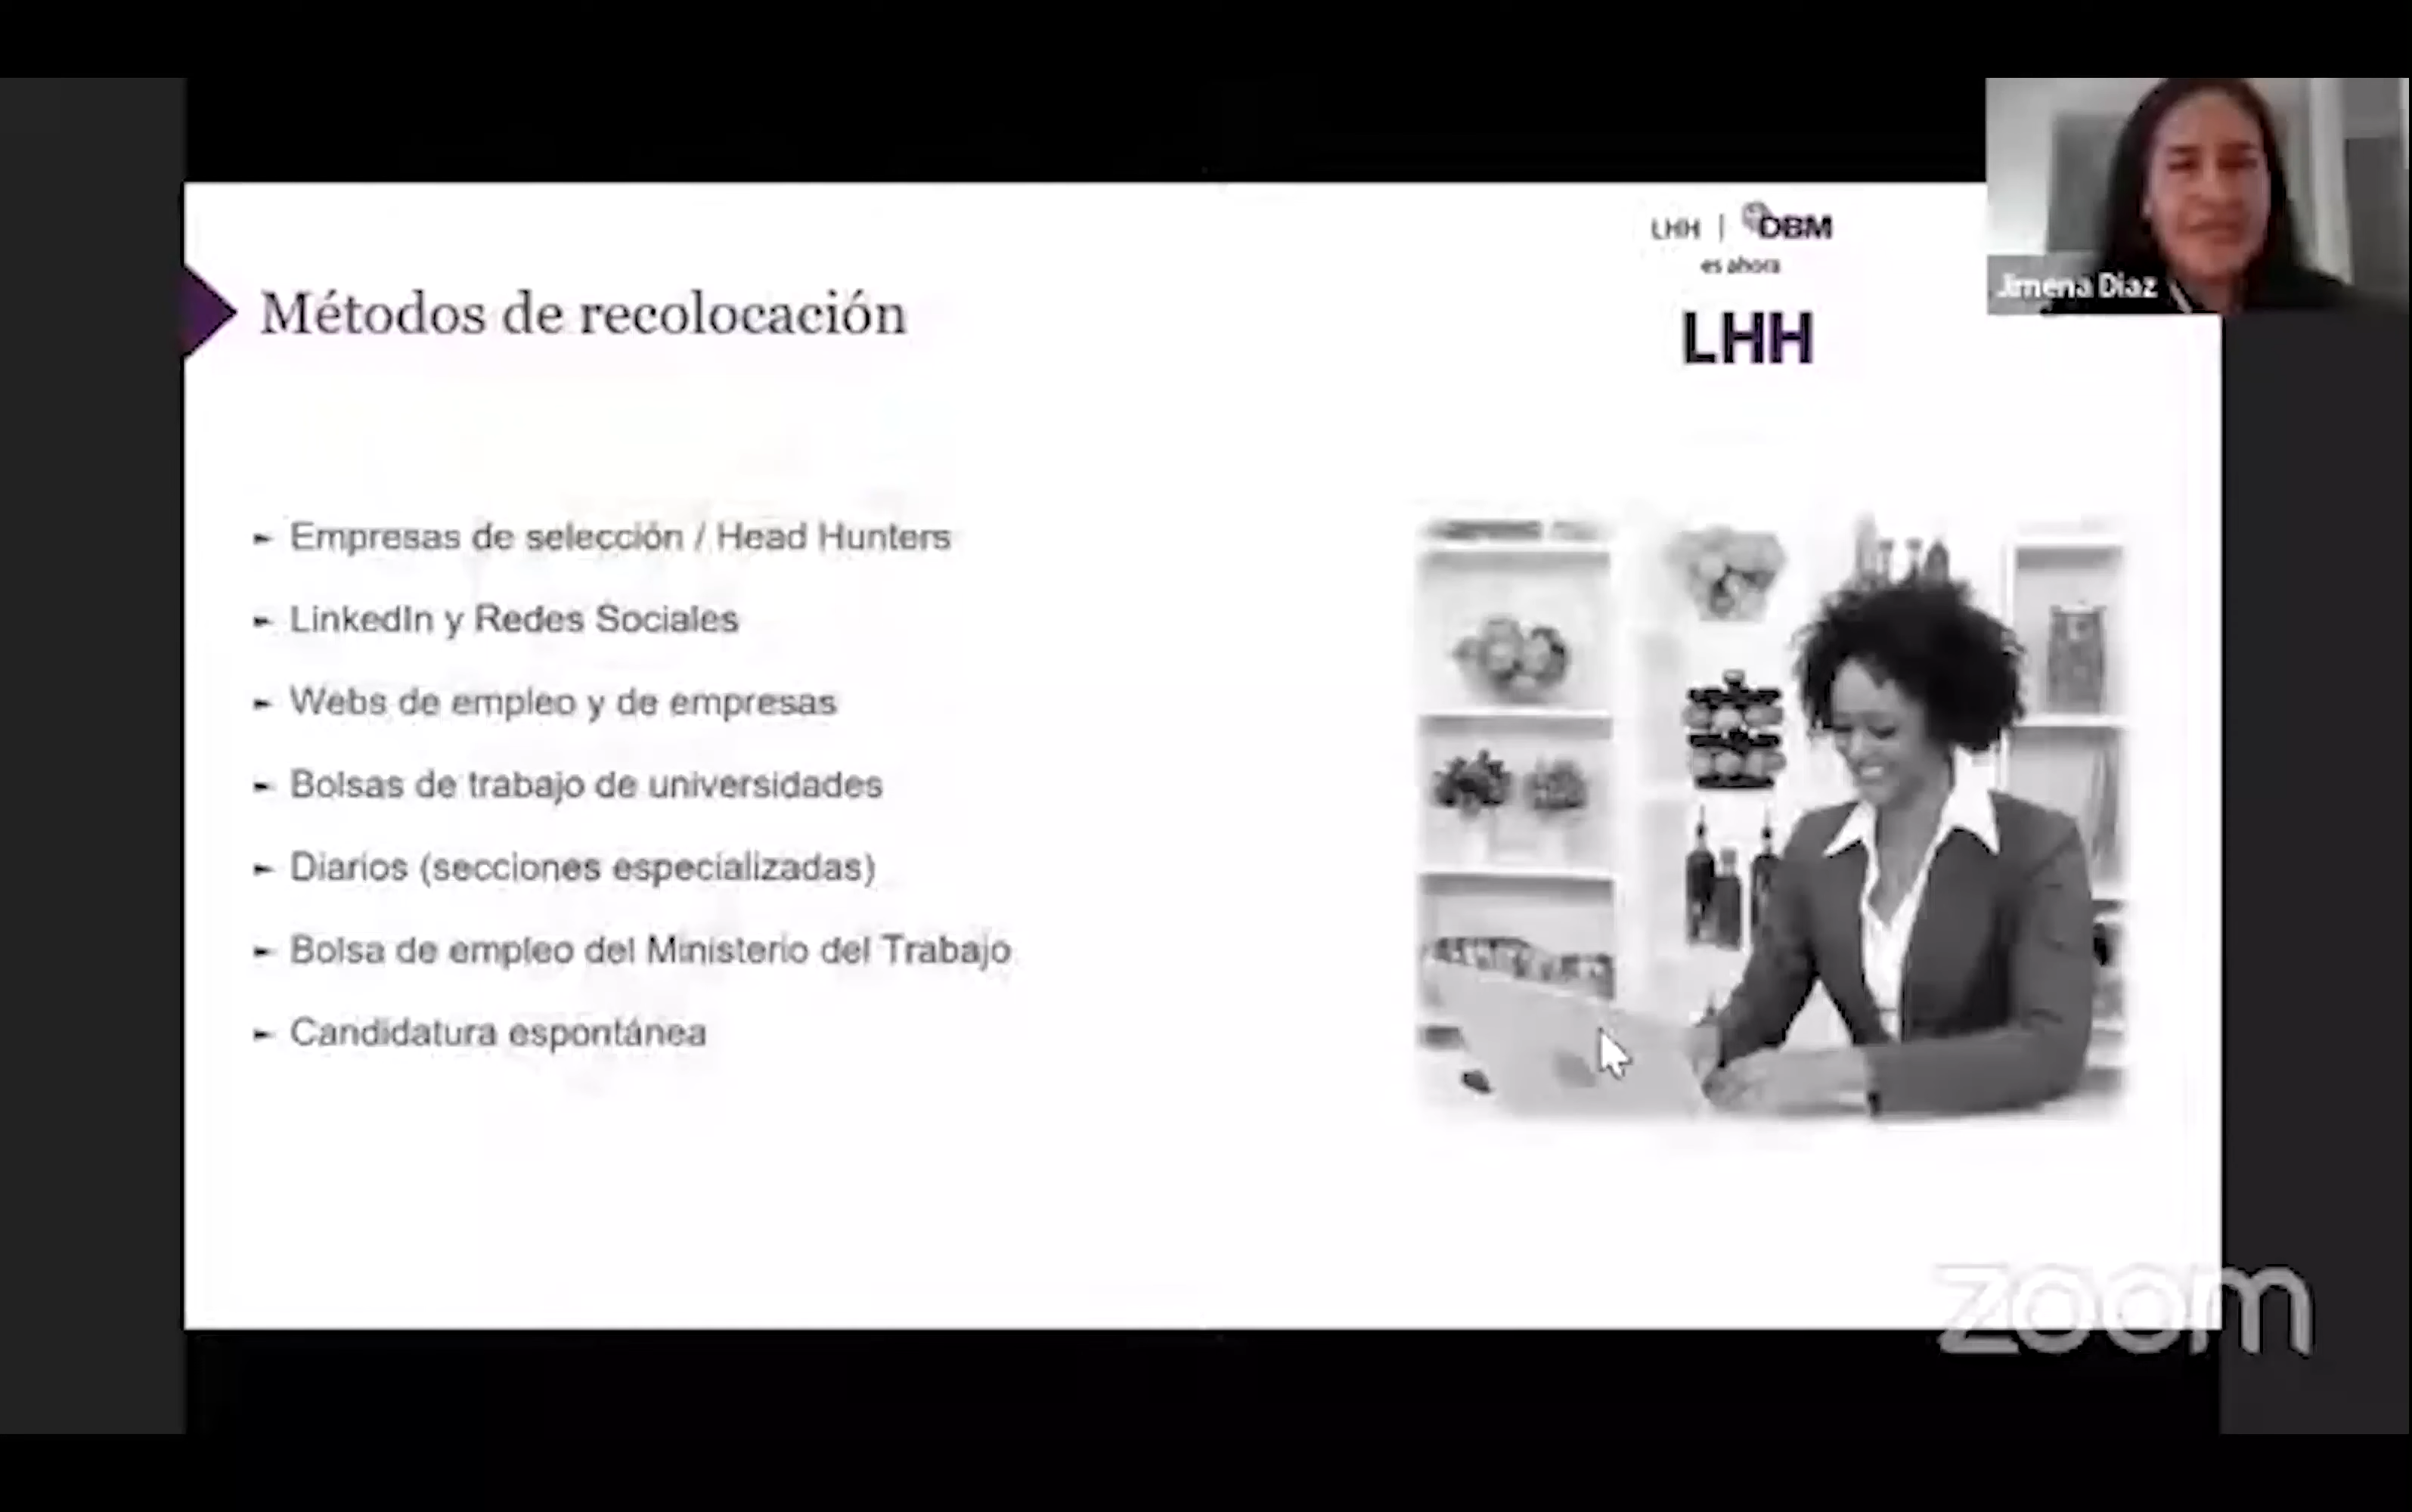 LHH | DBM
es ahora
LHH
Jimena Diaz
Métodos de recolocación
► Empresas de selección / Head Hunters
► LinkedIn y Redes Sociales
► Webs de empleo y de empresas
► Bolsas de trabajo de universidades
► Diarios (secciones especializadas)
► Bolsa de empleo del Ministerio del Trabajo
► Candidatura espontánea
zoom